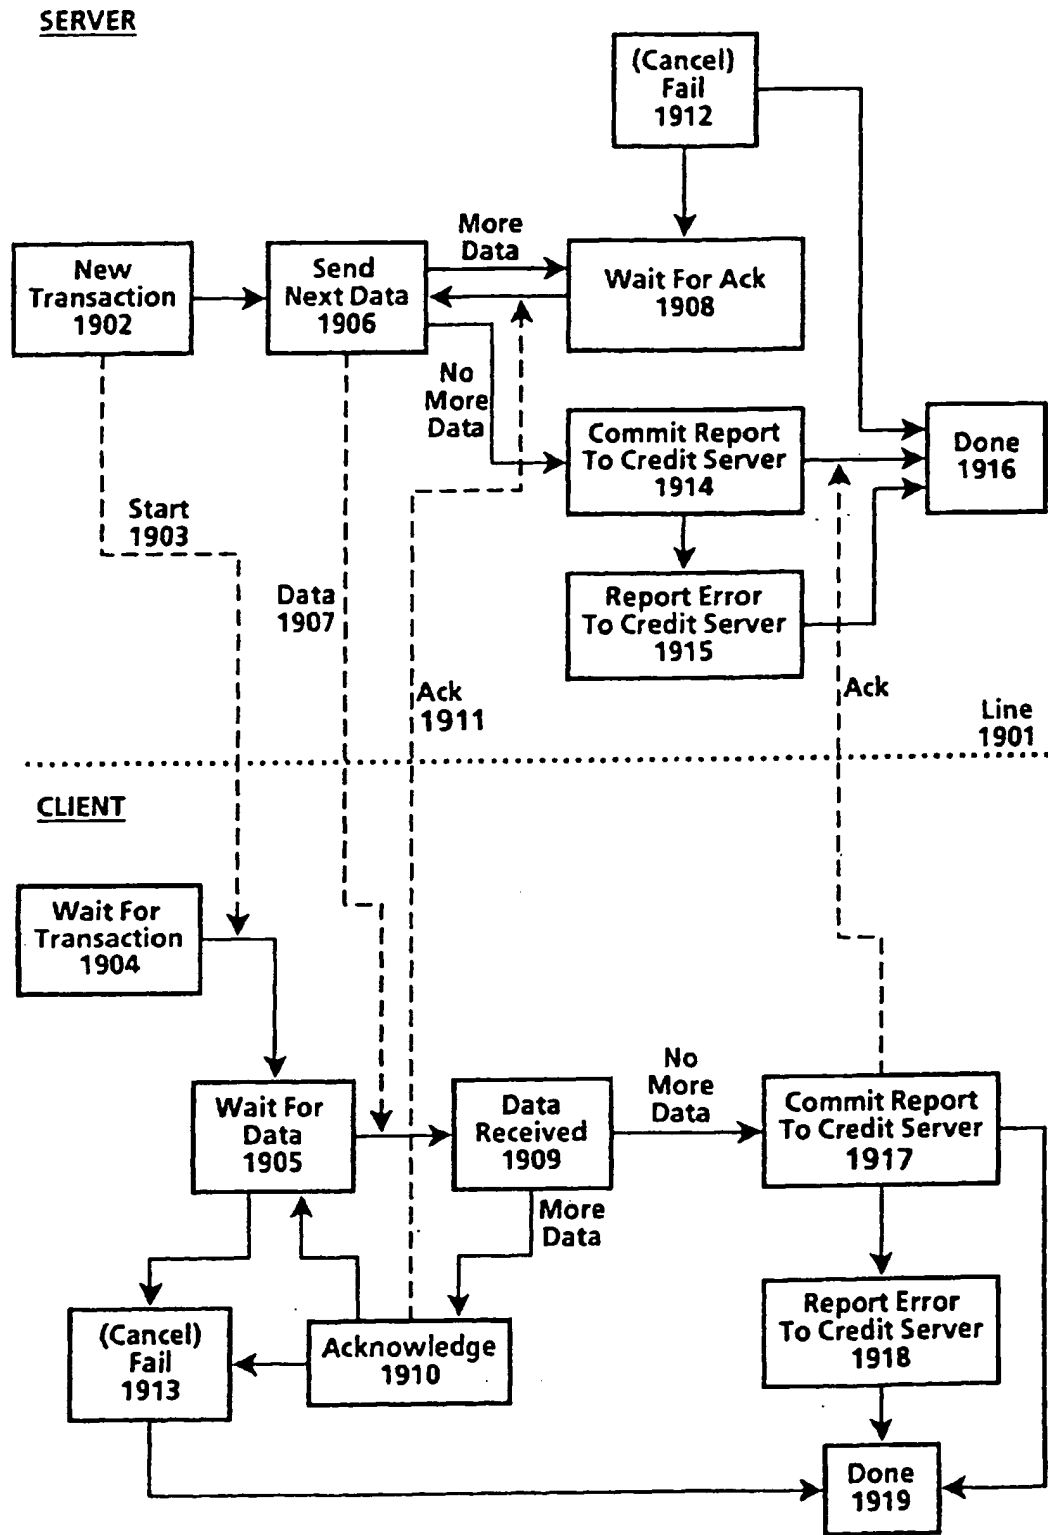 SERVER
(Cancel)
Fail
1912
More
Data
New
Transaction
1902
Send
Next Data
1906
Wait For Ack
1908
No
More
Data
Commit Report
To Credit Server
1914
Done
1916
Start
1903
Data
1907
Report Error
To Credit Server
1915
Ack
1911
Ack
Line
1901
CLIENT
Wait For
Transaction
1904
No
More
Data
Wait For
Data
1905
Data
Received
1909
Commit Report
To Credit Server
1917
More
Data
(Cancel)
Fail
1913
Acknowledge
1910
Report Error
To Credit Server
1918
Done
1919